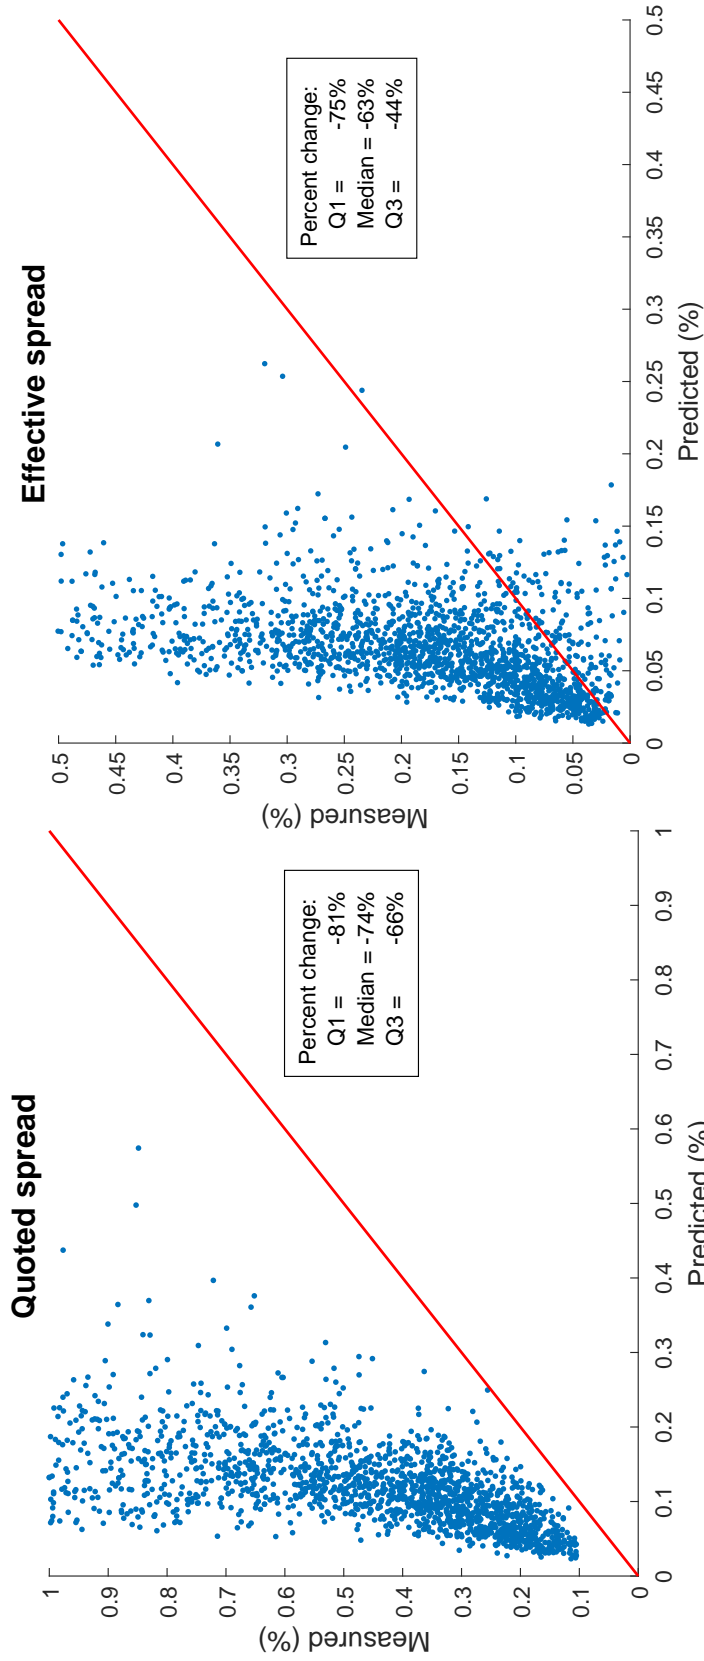 Quoted spread
Measured (%)
1
0.9
0.8
0.7
0.6
0.5
0.4
0.3
0.2
0.1
0
0 0.1 0.2 0.3 0.4 0.5 0.6 0.7 0.8 0.9 1
Predicted (%)
Percent change:
Q1 = -81%
Median = -74%
Q3 = -66%
Effective spread
Measured (%)
0.5
0.45
0.4
0.35
0.3
0.25
0.2
0.15
0.1
0.05
0
0 0.05 0.1 0.15 0.2 0.25 0.3 0.35 0.4 0.45 0.5
Predicted (%)
Percent change:
Q1 = -75%
Median = -63%
Q3 = -44%